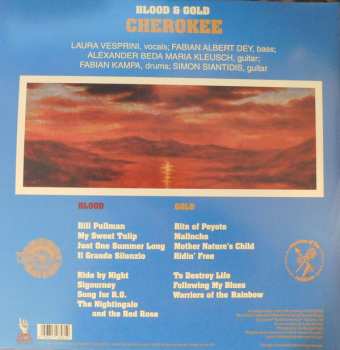 BLOOD & GOLD
CHEROKEE
LAURA VESPRINI, vocals; FABIAN ALBERT DEY, bass;
ALEXANDER BEDA MARIA KLEUSCH, guitar;
FABIAN KAMPA, drums; SIMON SIANTIDIS, guitar
BLOOD
Bill Pullman
My Sweet Tulip
Just One Summer Long
Il Grande Silenzio
Ride by Night
Sigourney
Song for R.O.
The Nightingale
and the Red Rose
GOLD
Rite of Peyote
Malinche
Mother Nature's Child
Ridin' Free
To Destroy Life
Following My Blues
Warriors of the Rainbow